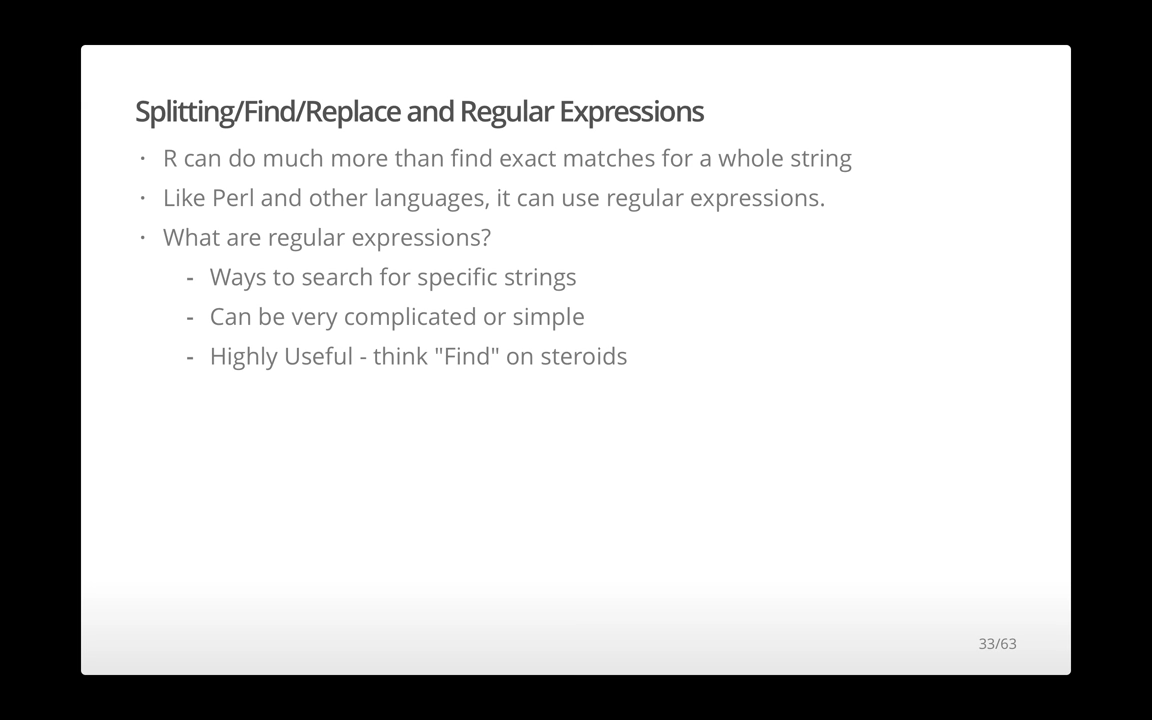 Splitting/Find/Replace and Regular Expressions
· R can do much more than find exact matches for a whole string
· Like Perl and other languages, it can use regular expressions.
· What are regular expressions?
- Ways to search for specific strings
- Can be very complicated or simple
- Highly Useful - think "Find" on steroids
33/63